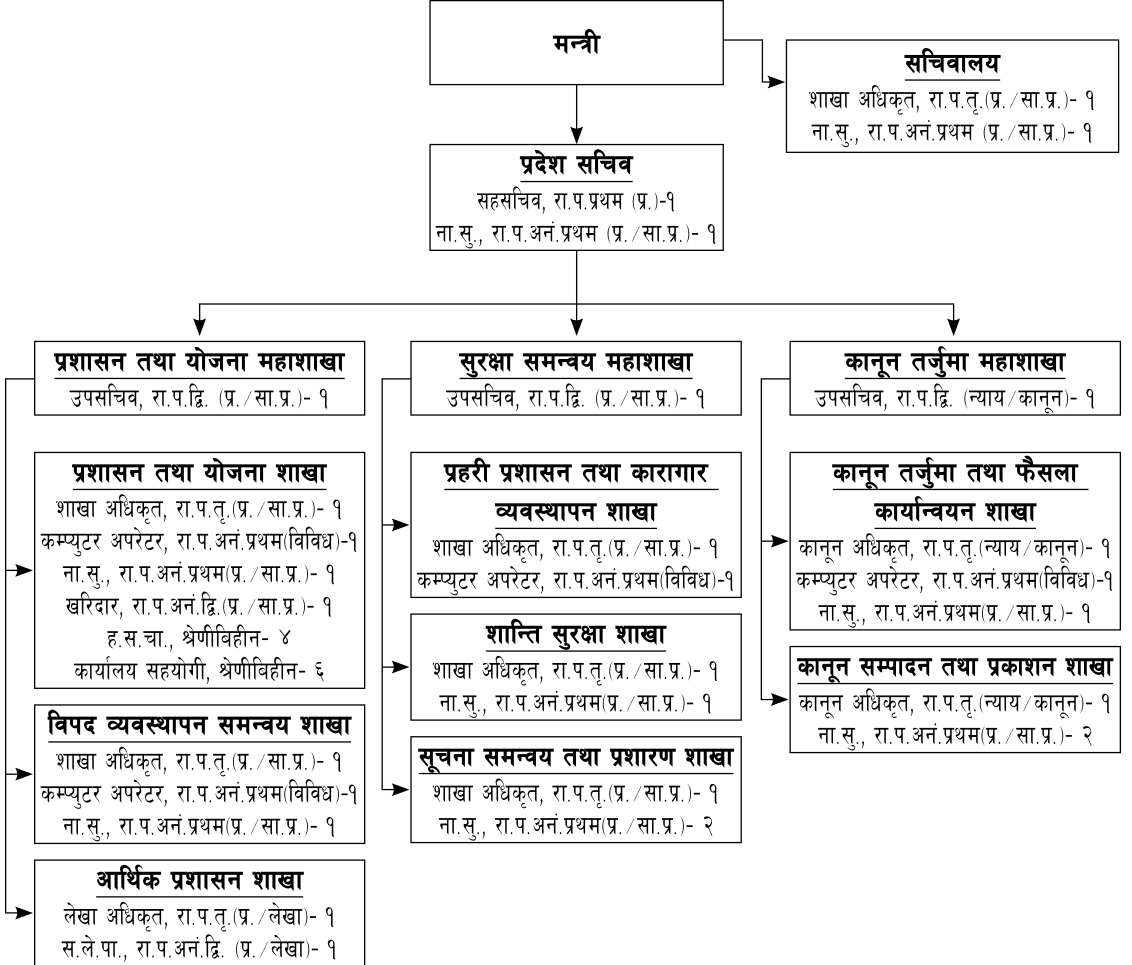 मन्त्री
सचिवालय
शाखा अधिकृत, रा.प.तृ.(प्र./सा.प्र.)- १
ना.सु., रा.प.अनं.प्रथम (प्र./सा.प्र.)- १
प्रदेश सचिव
सहसचिव, रा.प.प्रथम (प्र.)-१
ना.सु., रा.प.अनं.प्रथम (प्र./सा.प्र.)- १
प्रशासन तथा योजना महाशाखा
उपसचिव, रा.प.द्वि. (प्र./सा.प्र.)- १
प्रशासन तथा योजना शाखा
शाखा अधिकृत, रा.प.तृ.(प्र./सा.प्र.)- १
कम्प्युटर अपरेटर, रा.प.अनं.प्रथम(विविध)-१
ना.सु., रा.प.अनं.प्रथम(प्र./सा.प्र.)- १
खरिदार, रा.प.अनं.द्वि.(प्र./सा.प्र.)- १
ह.स.चा., श्रेणीबिहीन- ४
कार्यालय सहयोगी, श्रेणीबिहीन- ६
विपद व्यवस्थापन समन्वय शाखा
शाखा अधिकृत, रा.प.तृ.(प्र./सा.प्र.)- १
कम्प्युटर अपरेटर, रा.प.अनं.प्रथम(विविध)-१
ना.सु., रा.प.अनं.प्रथम(प्र./सा.प्र.)- १
आर्थिक प्रशासन शाखा
लेखा अधिकृत, रा.प.तृ.(प्र./लेखा)- १
स.ले.पा., रा.प.अनं.द्वि. (प्र./लेखा)- १
सुरक्षा समन्वय महाशाखा
उपसचिव, रा.प.द्वि. (प्र./सा.प्र.)- १
प्रहरी प्रशासन तथा कारागार
व्यवस्थापन शाखा
शाखा अधिकृत, रा.प.तृ.(प्र./सा.प्र.)- १
कम्प्युटर अपरेटर, रा.प.अनं.प्रथम(विविध)-१
शान्ति सुरक्षा शाखा
शाखा अधिकृत, रा.प.तृ.(प्र./सा.प्र.)- १
ना.सु., रा.प.अनं.प्रथम(प्र./सा.प्र.)- १
सूचना समन्वय तथा प्रशारण शाखा
शाखा अधिकृत, रा.प.तृ.(प्र./सा.प्र.)- १
ना.सु., रा.प.अनं.प्रथम(प्र./सा.प्र.)- २
कानून तर्जुमा महाशाखा
उपसचिव, रा.प.द्वि. (न्याय/कानून)- १
कानून तर्जुमा तथा फैसला
कार्यान्वयन शाखा
कानून अधिकृत, रा.प.तृ.(न्याय/कानून)- १
कम्प्युटर अपरेटर, रा.प.अनं.प्रथम(विविध)-१
ना.सु., रा.प.अनं.प्रथम(प्र./सा.प्र.)- १
कानून सम्पादन तथा प्रकाशन शाखा
कानून अधिकृत, रा.प.तृ.(न्याय/कानून)- १
ना.सु., रा.प.अनं.प्रथम(प्र./सा.प्र.)- २